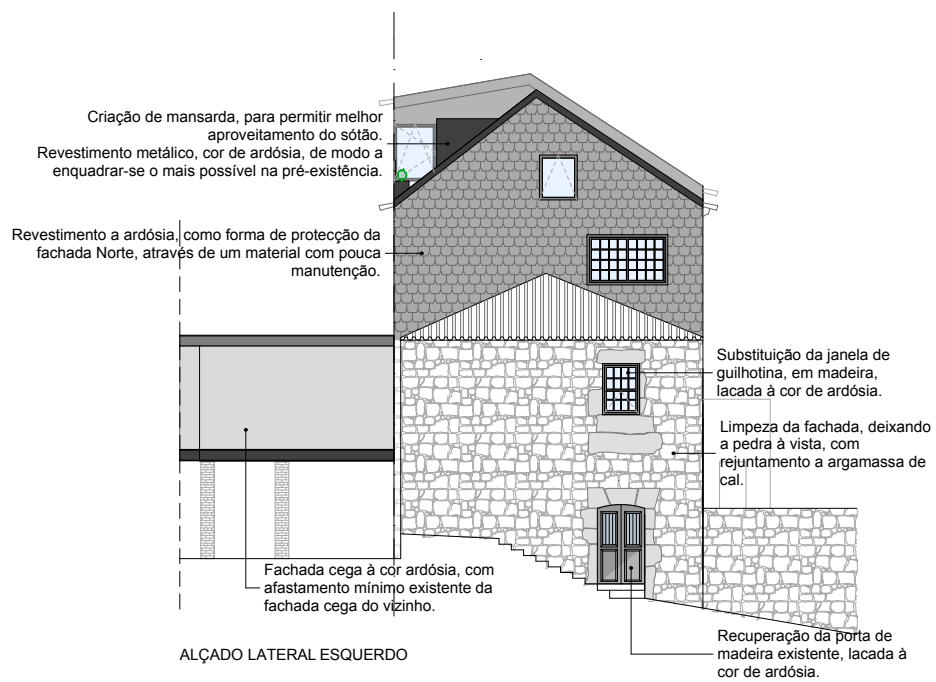 Criação de mansarda, para permitir melhor
aproveitamento do sótão.
Revestimento metálico, cor de ardósia, de modo a
enquadrar-se o mais possível na pré-existência.
Revestimento a ardósia, como forma de protecção da
fachada Norte, através de um material com pouca
manutenção.
Substituição da janela de
guilhotina, em madeira,
lacada à cor de ardósia.
Limpeza da fachada, deixando
a pedra à vista, com
rejuntamento a argamassa de
cal.
Fachada cega à cor ardósia, com
afastamento mínimo existente da
fachada cega do vizinho.
Recuperação da porta de
madeira existente, lacada à
cor de ardósia.
ALÇADO LATERAL ESQUERDO